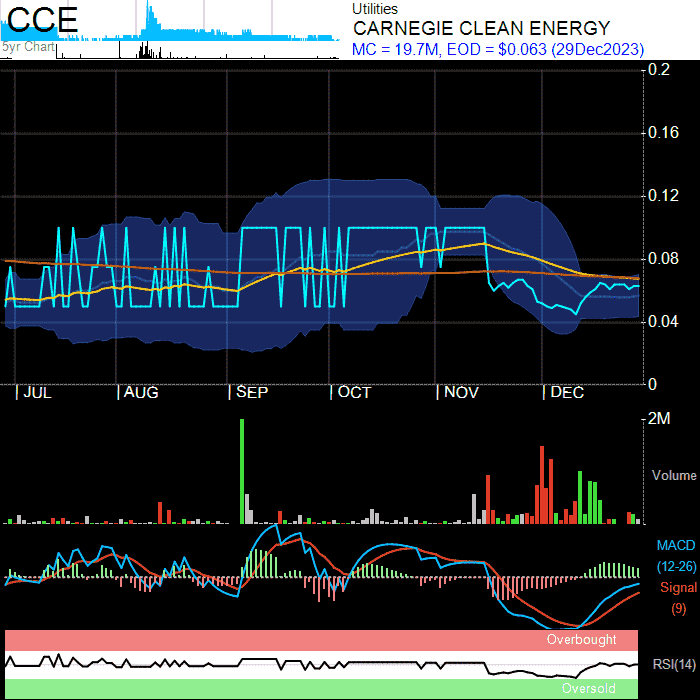 CCE
5yr Chart
Utilities
CARNEGIE CLEAN ENERGY
MC = 19.7M, EOD = $0.063 (29Dec2023)
0.2
0.16
0.12
0.08
0.04
0
JUL AUG SEP OCT NOV DEC
2M
Volume
MACD
(12-26)
Signal
(9)
Overbought
RSI(14)
Oversold